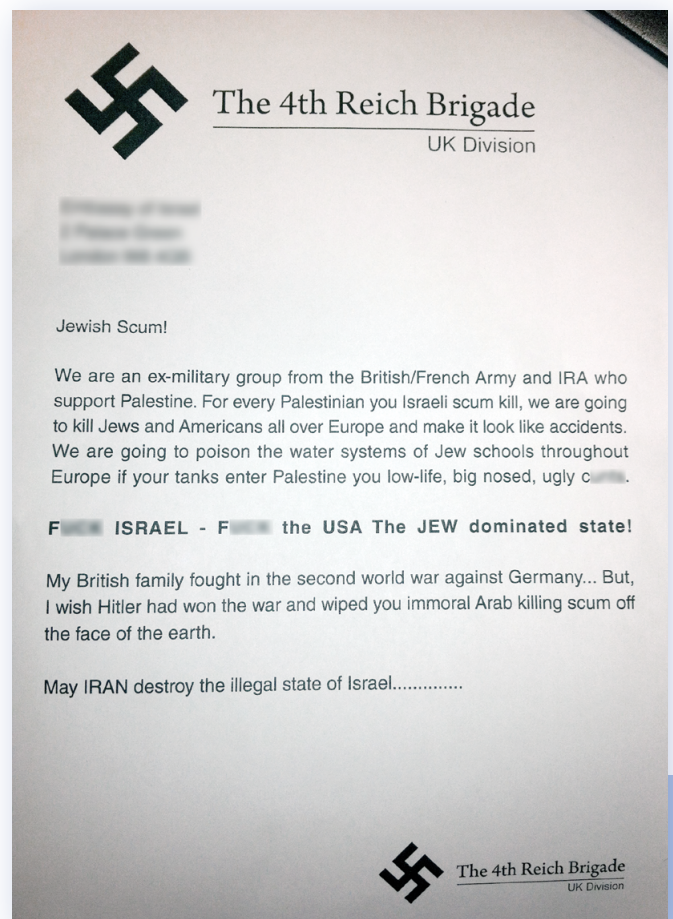 The 4th Reich Brigade
UK Division
Jewish Scum!
We are an ex-military group from the British/French Army and IRA who
support Palestine. For every Palestinian you Israeli scum kill, we are going
to kill Jews and Americans all over Europe and make it look like accidents.
We are going to poison the water systems of Jew schools throughout
Europe if your tanks enter Palestine you low-life, big nosed, ugly c
F ISRAEL - F the USA The JEW dominated state!
My British family fought in the second world war against Germany... But,
I wish Hitler had won the war and wiped you immoral Arab killing scum off
the face of the earth.
May IRAN destroy the illegal state of Israel..............
The 4th Reich Brigade
UK Division